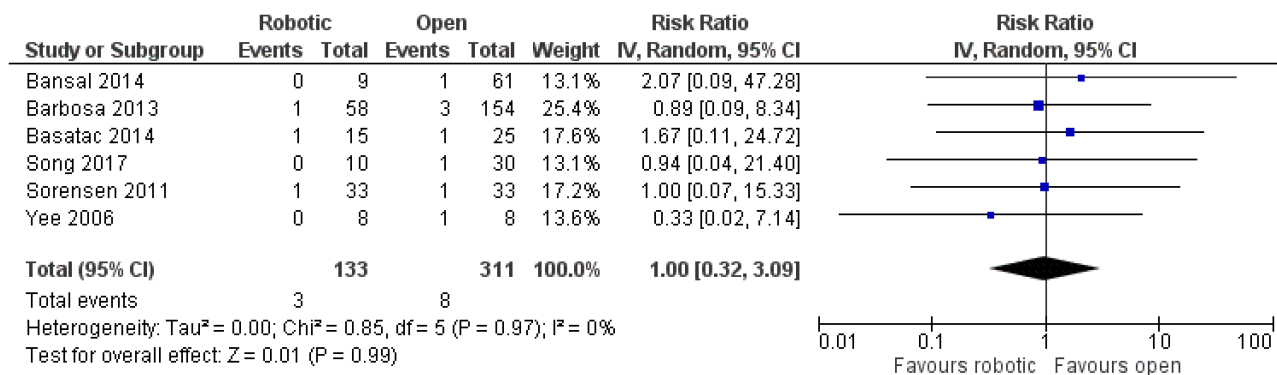 Robotic Open Risk Ratio Risk Ratio
Study or Subgroup Events Total Events Total Weight IV, Random, 95% CI IV, Random, 95% CI
Bansal 2014 0 9 1 61 13.1% 2.07 [0.09, 47.28]
Barbosa 2013 1 58 3 154 25.4% 0.89 [0.09, 8.34]
Basatac 2014 1 15 1 25 17.6% 1.67 [0.11, 24.72]
Song 2017 0 10 1 30 13.1% 0.94 [0.04, 21.40]
Sorensen 2011 1 33 1 33 17.2% 1.00 [0.07, 15.33]
Yee 2006 0 8 1 8 13.6% 0.33 [0.02, 7.14]
Total (95% CI) 133 311 100.0% 1.00 [0.32, 3.09]
Total events 3 8
Heterogeneity: Tau² = 0.00; Chi² = 0.85, df = 5 (P = 0.97); I² = 0%
Test for overall effect: Z = 0.01 (P = 0.99)
0.01 0.1 1 10 100
Favours robotic Favours open